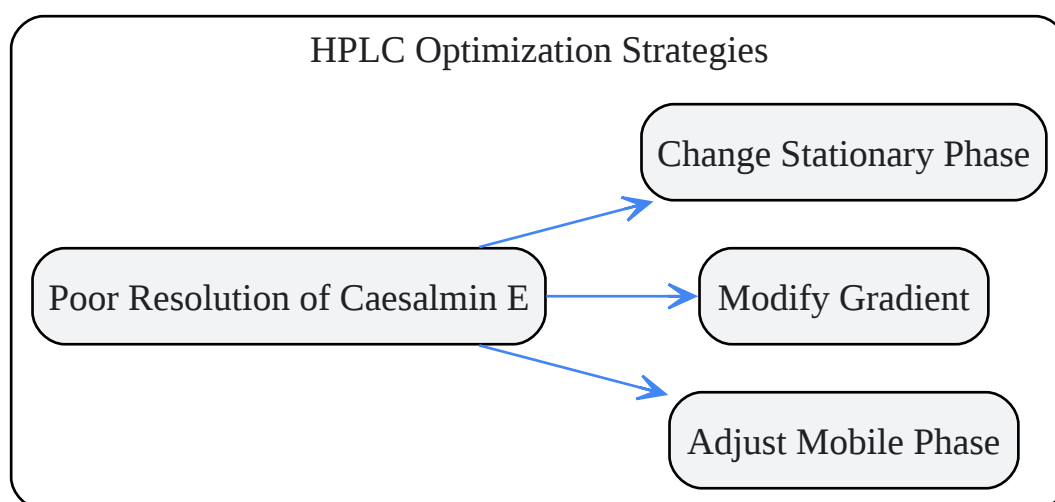 HPLC Optimization Strategies
Change Stationary Phase
Poor Resolution of Caesalmin E
Modify Gradient
Adjust Mobile Phase